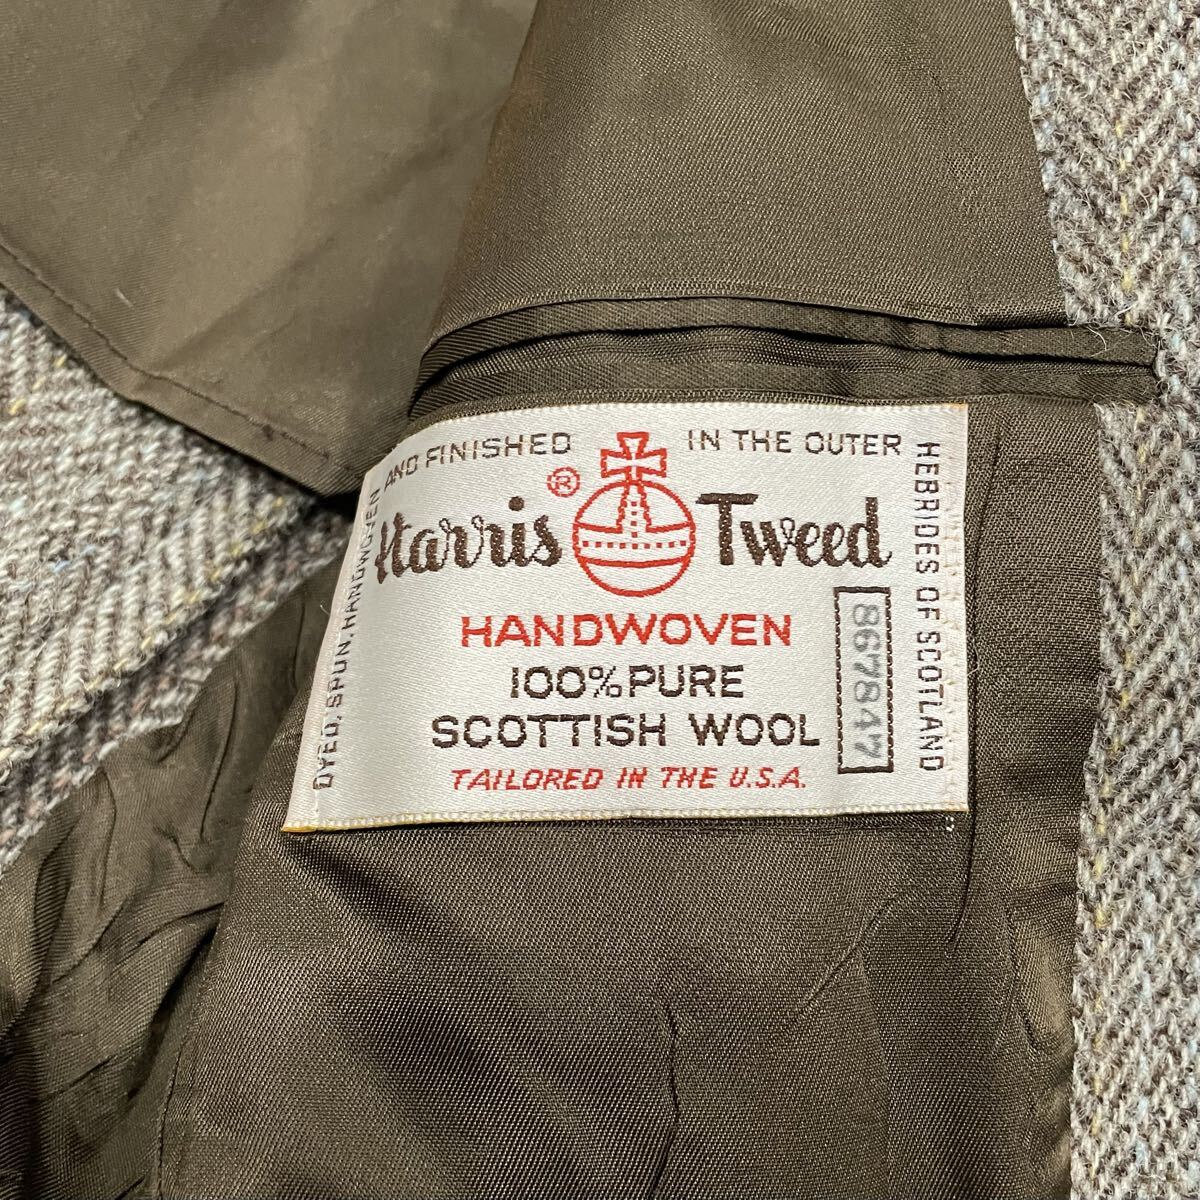 DYED, SPUN, HANDWOVEN AND FINISHED IN THE OUTER HEBRIDES OF SCOTLAND
Harris ® Tweed
HANDWOVEN
100% PURE
SCOTTISH WOOL
TAILORED IN THE U.S.A.
867847